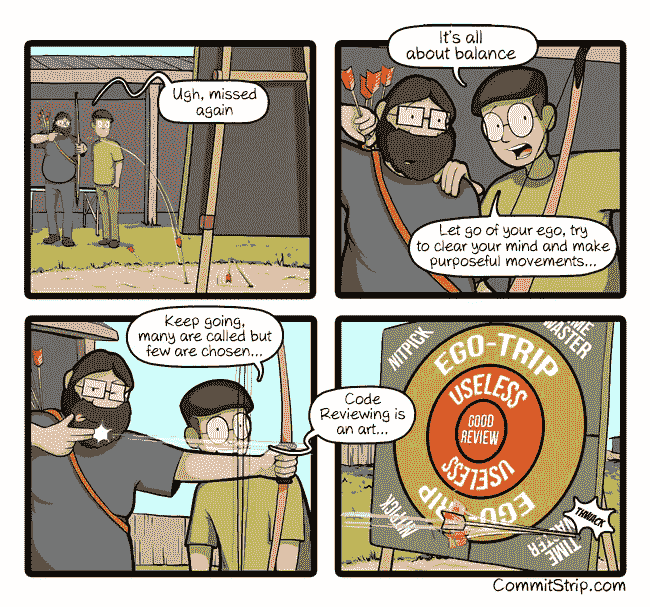 Ugh, missed
again
It's all
about balance
Let go of your ego, try
to clear your mind and make
purposeful movements...
Keep going,
many are called but
few are chosen...
Code
Reviewing is
an art...
NITPICK
TIME
WASTER
EGO-TRIP
USELESS
GOOD
REVIEW
USELESS
EGO-TRIP
NITPICK
TIME
WASTER
THWACK
CommitStrip.com